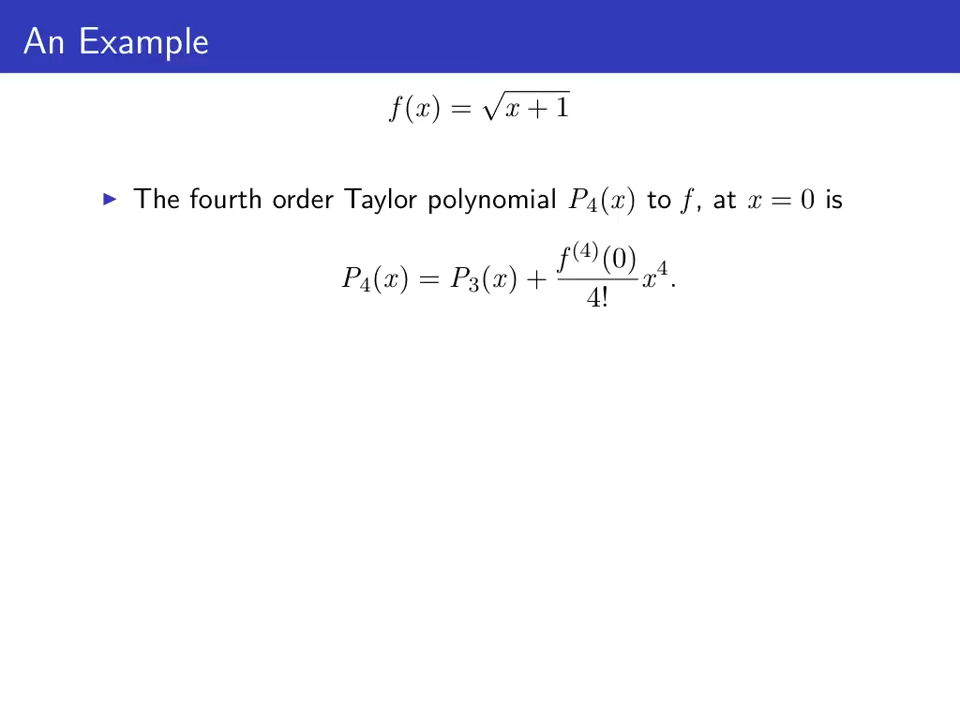 An Example
f(x) = √(x + 1)
▶ The fourth order Taylor polynomial P₄(x) to f, at x = 0 is
P₄(x) = P₃(x) + f⁽⁴⁾(0)/4! x⁴.